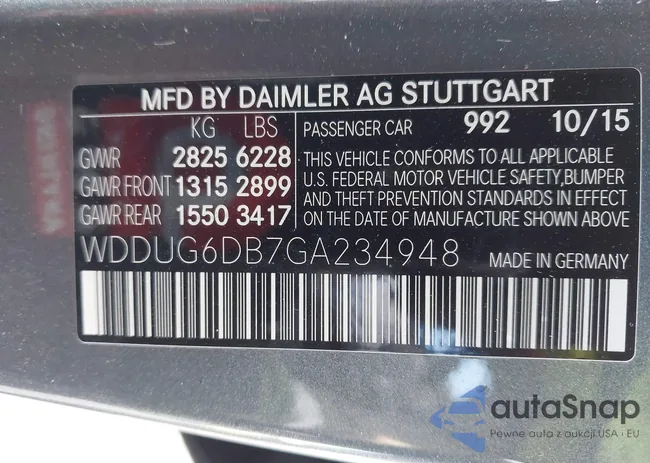 MFD BY DAIMLER AG STUTTGART
KG LBS
GVWR 2825 6228
GAWR FRONT 1315 2899
GAWR REAR 1550 3417
PASSENGER CAR 992 10/15
THIS VEHICLE CONFORMS TO ALL APPLICABLE
U.S. FEDERAL MOTOR VEHICLE SAFETY,BUMPER
AND THEFT PREVENTION STANDARDS IN EFFECT
ON THE DATE OF MANUFACTURE SHOWN ABOVE
WDDUG6DB7GA234948 MADE IN GERMANY
autaSnap
Pewne auta z aukcji USA • EU